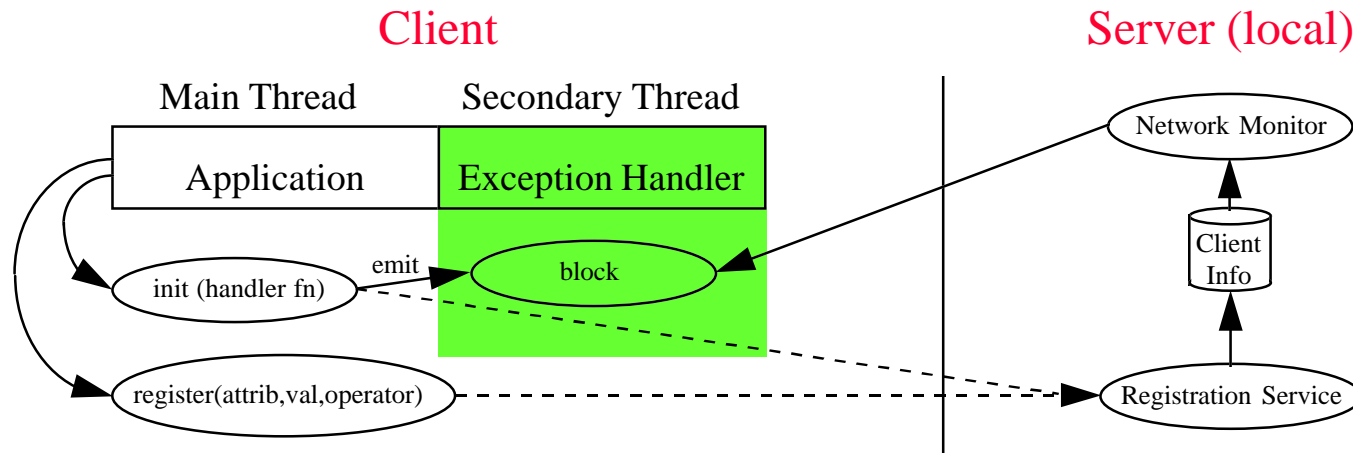 Client
Server (local)
Main Thread
Secondary Thread
Network Monitor
Application
Exception Handler
Client
Info
emit
block
init (handler fn)
register(attrib,val,operator)
Registration Service